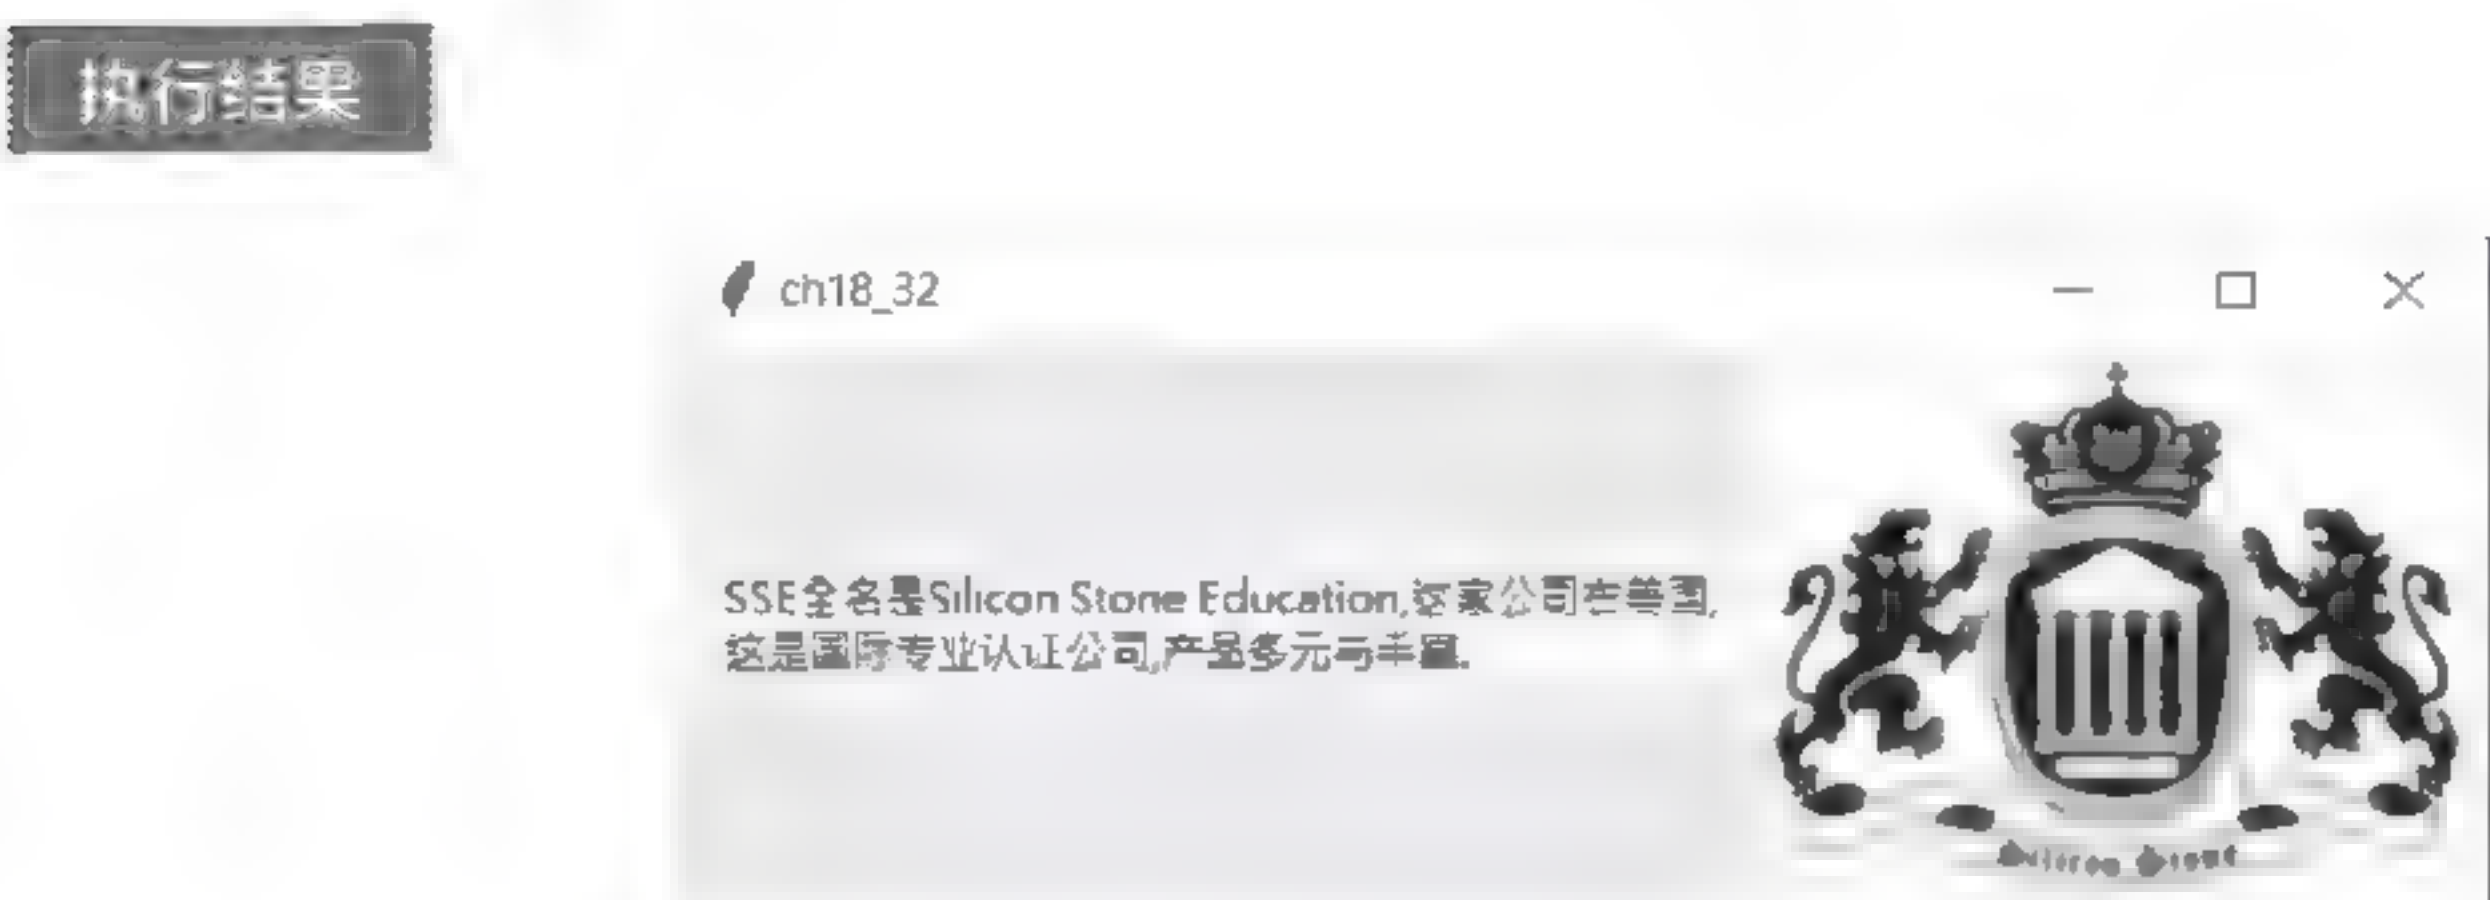 执行结果
ch18_32
SSE全名是Silicon Stone Education,这家公司在美国,
这是国际专业认证公司,产品多元与丰富.
Silicon Stone